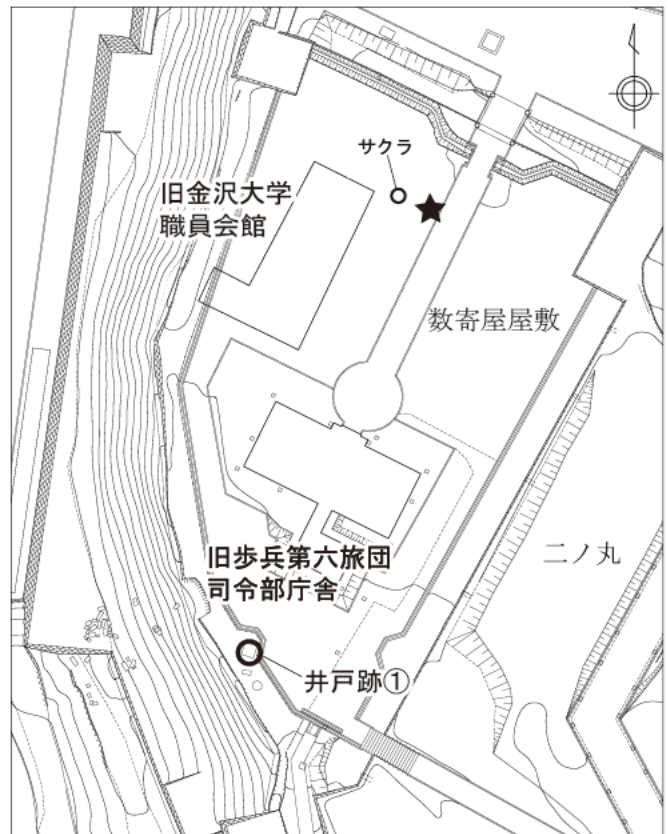 サクラ
旧金沢大学
職員会館
数寄屋屋敷
二ノ丸
旧歩兵第六旅団
司令部庁舎
井戸跡①